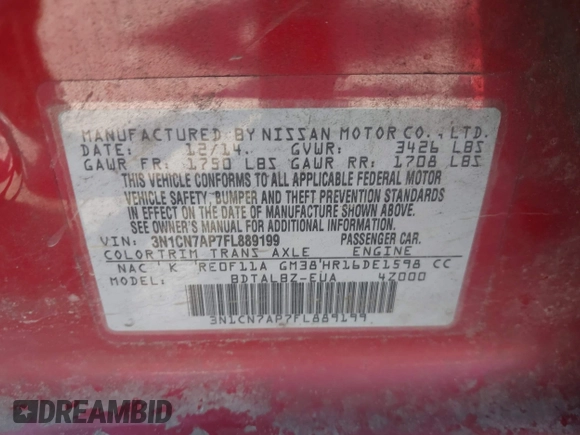 MANUFACTURED BY NISSAN MOTOR CO., LTD.
DATE: 12/14. GVWR: 3426 LBS
GAWR FR: 1790 LBS GAWR RR: 1708 LBS
THIS VEHICLE CONFORMS TO ALL APPLICABLE FEDERAL MOTOR
VEHICLE SAFETY, BUMPER AND THEFT PREVENTION STANDARDS
IN EFFECT ON THE DATE OF MANUFACTURE SHOWN ABOVE.
SEE OWNER'S MANUAL FOR ADDITIONAL INFORMATION.
VIN: 3N1CN7AP7FL889199 PASSENGER CAR.
COLOR TRIM TRANS AXLE ENGINE
NAC K RE0F11A GM38 HR16DE1598 CC
MODEL: BDTALBZ-EUA 4Z000
3N1CN7AP7FL889199
DREAMBID